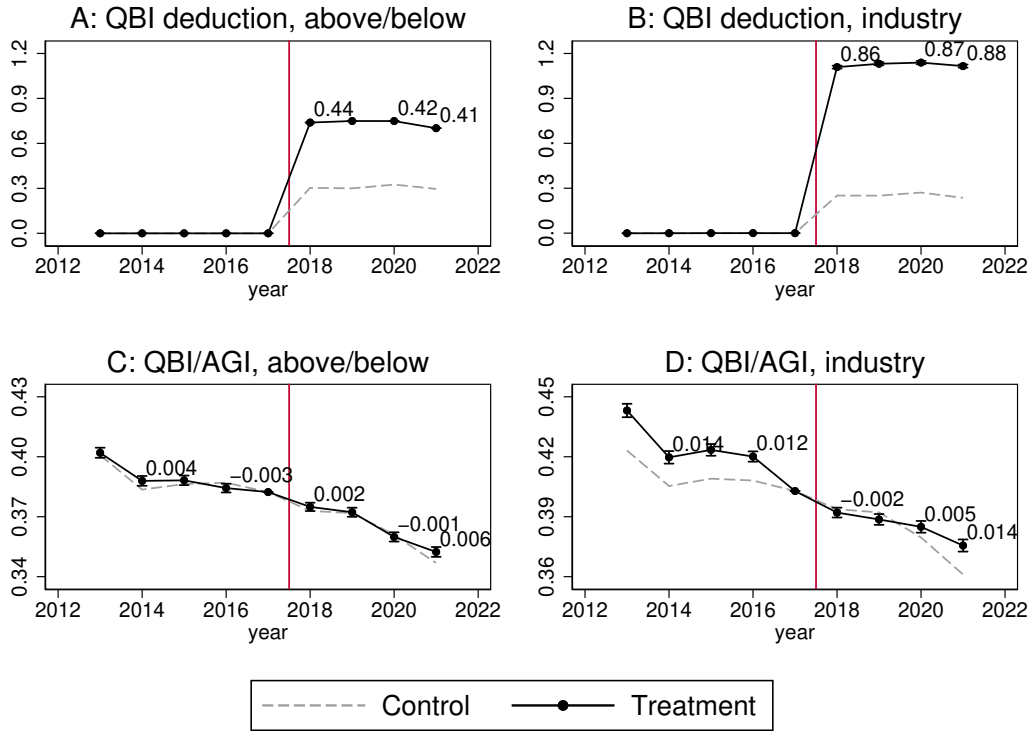 A: QBI deduction, above/below
1.2
0.9
0.6
0.3
0.0
0.44
0.42
0.41
2012 2014 2016 2018 2020 2022
year
B: QBI deduction, industry
1.2
0.9
0.6
0.3
0.0
0.86
0.87
0.88
2012 2014 2016 2018 2020 2022
year
C: QBI/AGI, above/below
0.43
0.40
0.37
0.34
0.004
−0.003
0.002
−0.001
0.006
2012 2014 2016 2018 2020 2022
year
D: QBI/AGI, industry
0.45
0.42
0.39
0.36
0.014
0.012
−0.002
0.005
0.014
2012 2014 2016 2018 2020 2022
year
Control Treatment